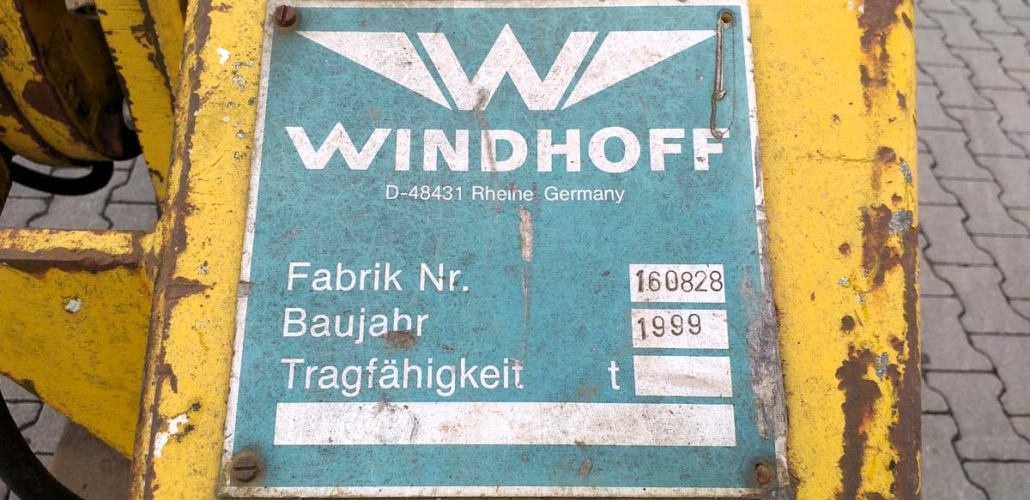 W
WINDHOFF
D-48431 Rheine Germany
Fabrik Nr. 160828
Baujahr 1999
Tragfähigkeit t